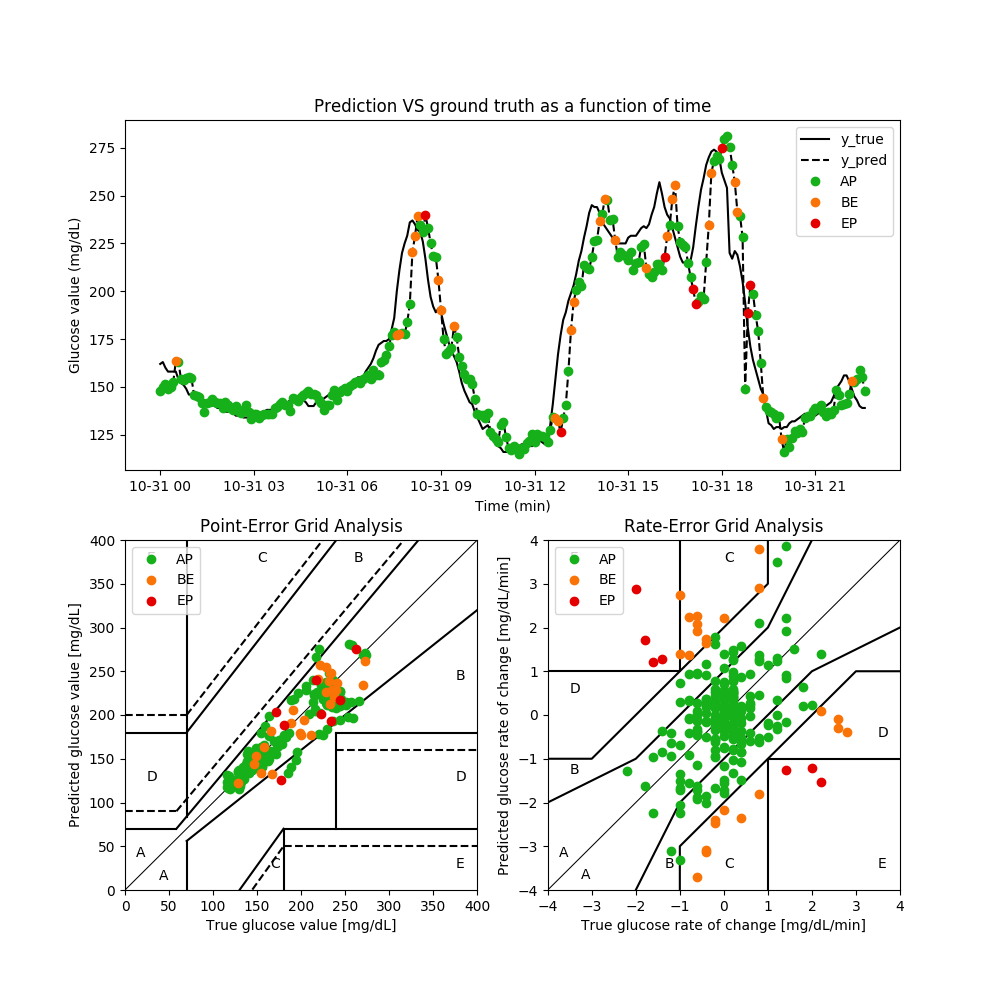 Prediction VS ground truth as a function of time
Glucose value (mg/dL)
275
250
225
200
175
150
125
y_true
y_pred
AP
BE
EP
10-31 00 10-31 03 10-31 06 10-31 09 10-31 12 10-31 15 10-31 18 10-31 21
Time (min)
Point-Error Grid Analysis
Predicted glucose value [mg/dL]
400
350
300
250
200
150
100
50
0
AP
BE
EP
C
B
B
D
D
A
A
C
E
0 50 100 150 200 250 300 350 400
True glucose value [mg/dL]
Rate-Error Grid Analysis
Predicted glucose rate of change [mg/dL/min]
4
3
2
1
0
−1
−2
−3
−4
AP
BE
EP
C
D
D
B
A
A
B
C
E
−4 −3 −2 −1 0 1 2 3 4
True glucose rate of change [mg/dL/min]